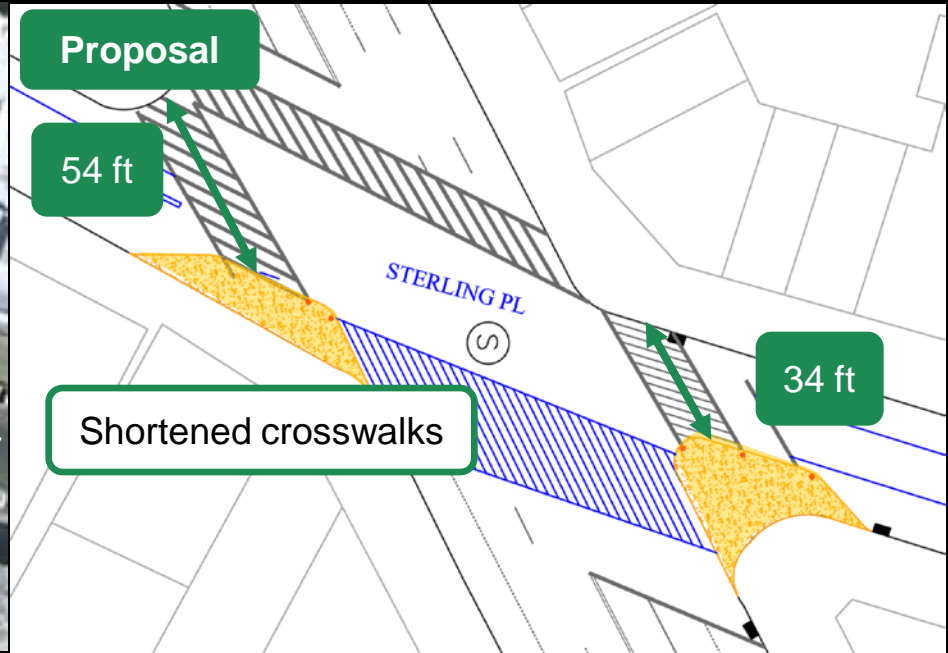 Proposal
54 ft
STERLING PL
S
34 ft
Shortened crosswalks